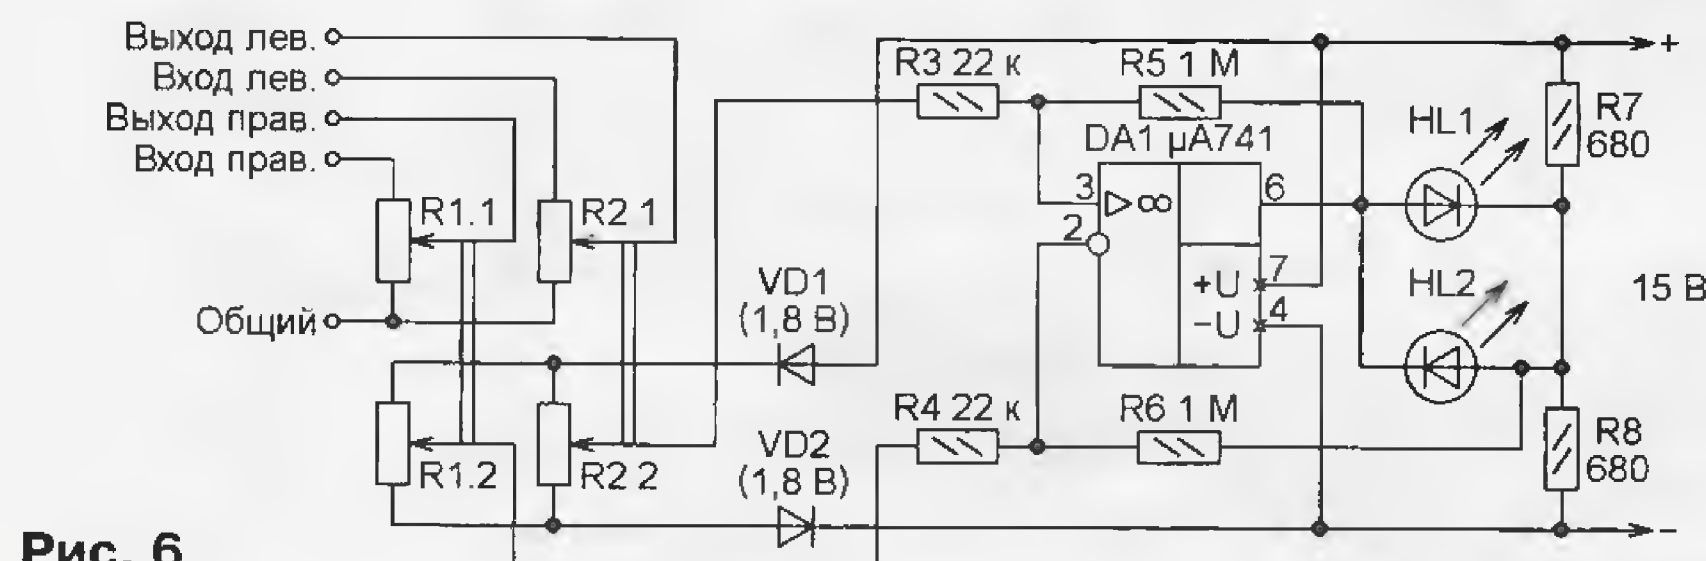 Выход лев.
Вход лев.
Выход прав.
Вход прав.
R1.1
R2 1
Общий
R1.2
R2 2
VD1
(1,8 В)
VD2
(1,8 В)
R3 22 к
R5 1 М
DA1 µA741
3
▷∞
2
6
+U
7
−U
4
R4 22 к
R6 1 М
HL1
HL2
R7
680
R8
680
+
15 В
−
Рис. 6